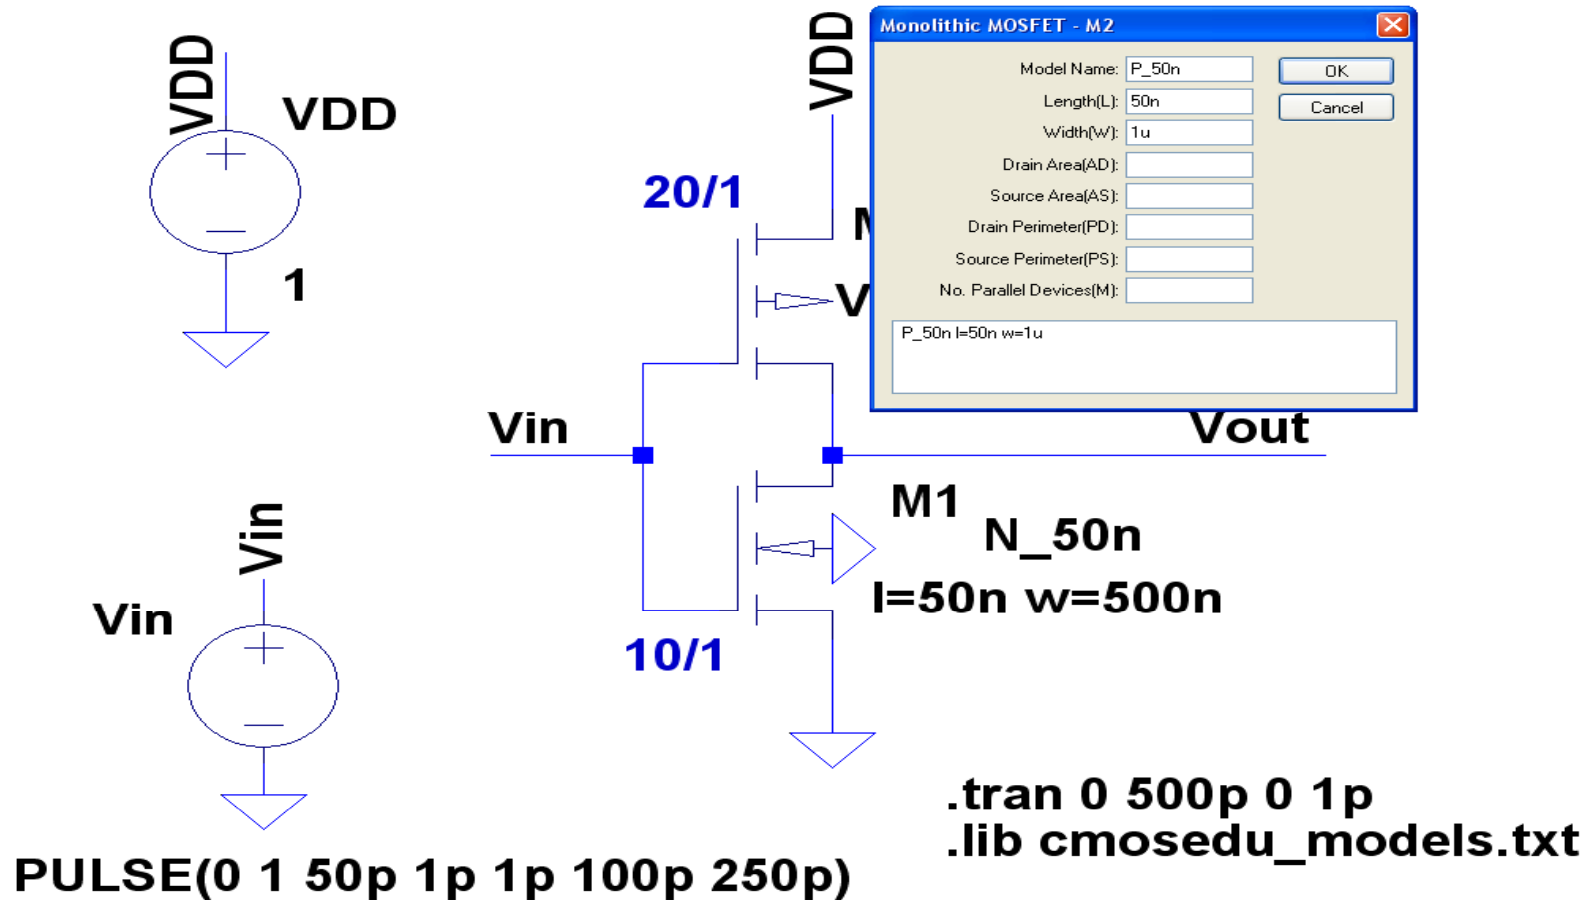 VDD
VDD
1
VDD
20/1
Monolithic MOSFET - M2
Model Name: P_50n
OK
Length(L): 50n
Cancel
Width(W): 1u
Drain Area(AD):
Source Area(AS):
Drain Perimeter(PD):
Source Perimeter(PS):
No. Parallel Devices(M):
P_50n l=50n w=1u
Vin
Vout
M1
N_50n
l=50n w=500n
10/1
Vin
Vin
PULSE(0 1 50p 1p 1p 100p 250p)
.tran 0 500p 0 1p
.lib cmosedu_models.txt